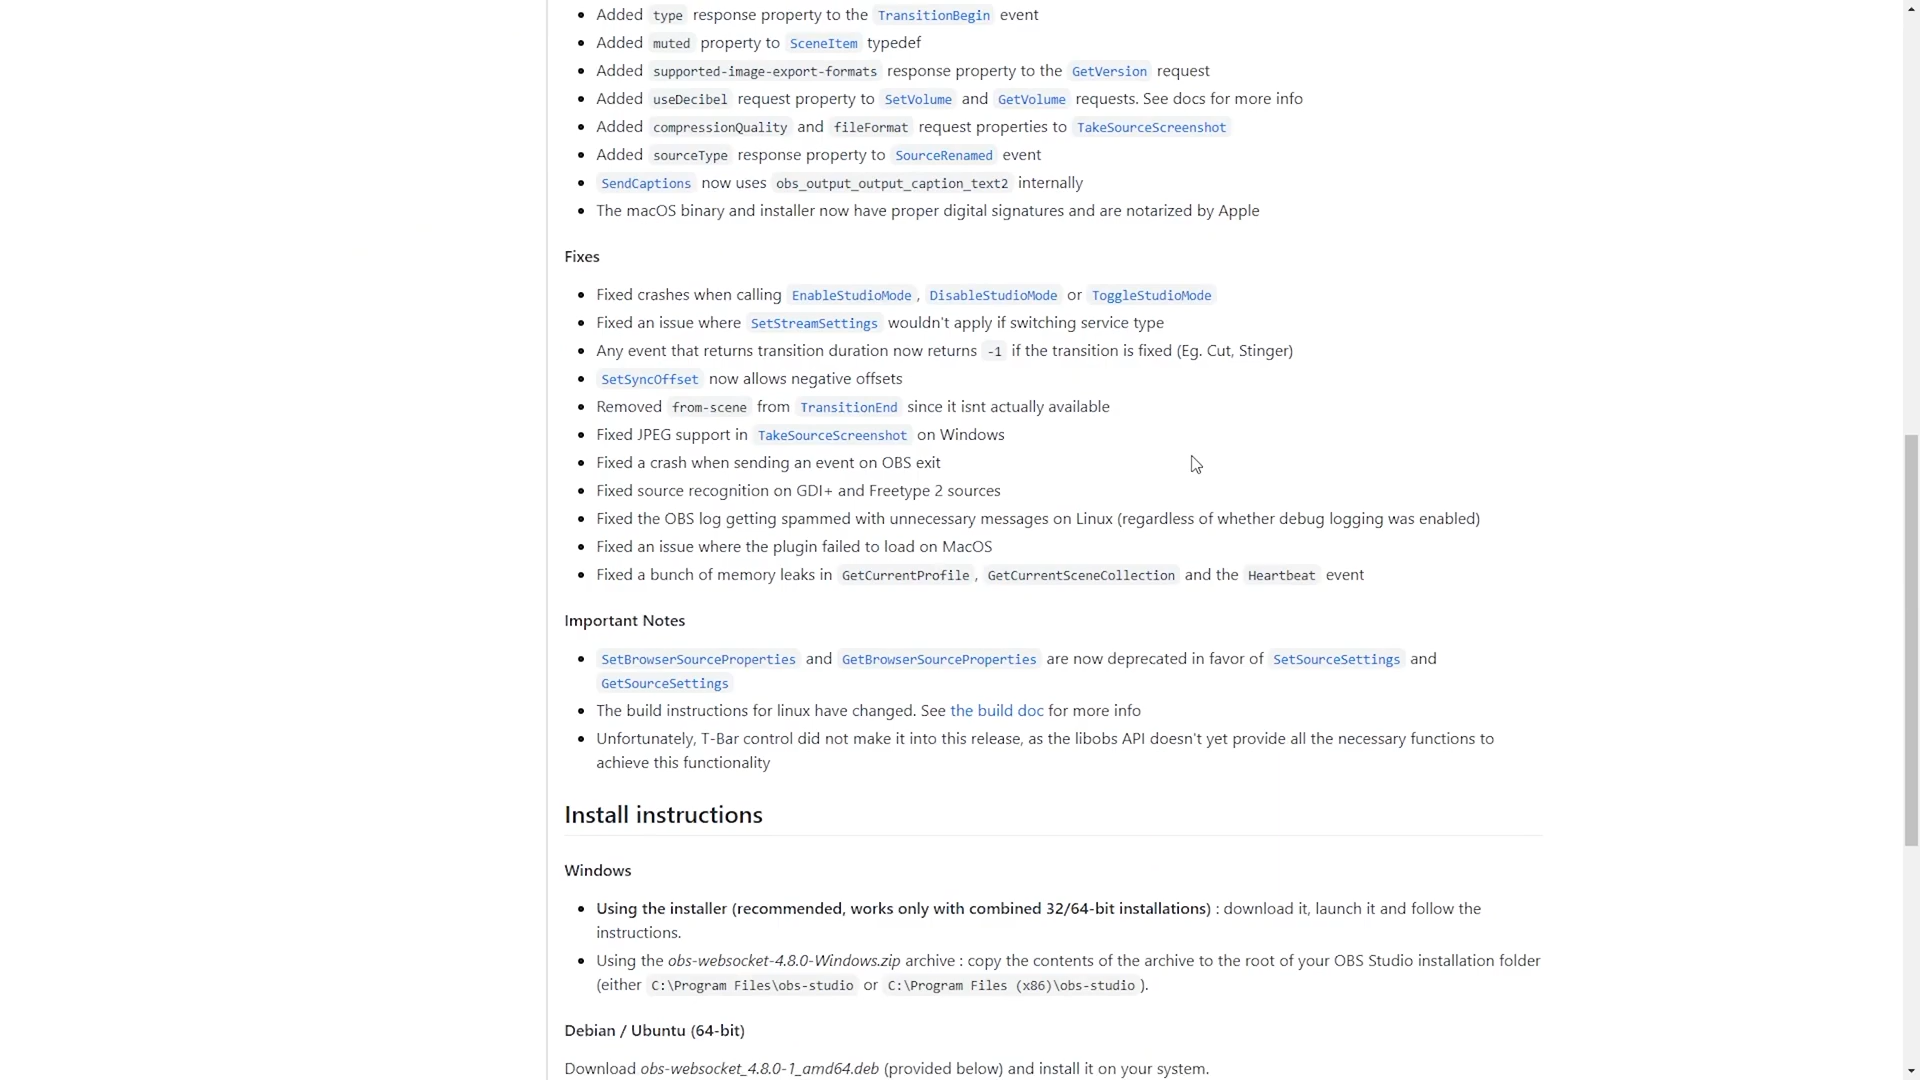 Added type response property to the TransitionBegin event
Added muted property to SceneItem typedef
Added supported-image-export-formats response property to the GetVersion request
Added useDecibel request property to SetVolume and GetVolume requests. See docs for more info
Added compressionQuality and fileFormat request properties to TakeSourceScreenshot
Added sourceType response property to SourceRenamed event
SendCaptions now uses obs_output_output_caption_text2 internally
The macOS binary and installer now have proper digital signatures and are notarized by Apple
Fixes
Fixed crashes when calling EnableStudioMode, DisableStudioMode or ToggleStudioMode
Fixed an issue where SetStreamSettings wouldn't apply if switching service type
Any event that returns transition duration now returns -1 if the transition is fixed (Eg. Cut, Stinger)
SetSyncOffset now allows negative offsets
Removed from-scene from TransitionEnd since it isnt actually available
Fixed JPEG support in TakeSourceScreenshot on Windows
Fixed a crash when sending an event on OBS exit
Fixed source recognition on GDI+ and Freetype 2 sources
Fixed the OBS log getting spammed with unnecessary messages on Linux (regardless of whether debug logging was enabled)
Fixed an issue where the plugin failed to load on MacOS
Fixed a bunch of memory leaks in GetCurrentProfile, GetCurrentSceneCollection and the Heartbeat event
Important Notes
SetBrowserSourceProperties and GetBrowserSourceProperties are now deprecated in favor of SetSourceSettings and
GetSourceSettings
The build instructions for linux have changed. See the build doc for more info
Unfortunately, T-Bar control did not make it into this release, as the libobs API doesn't yet provide all the necessary functions to
achieve this functionality
Install instructions
Windows
Using the installer (recommended, works only with combined 32/64-bit installations) : download it, launch it and follow the
instructions.
Using the obs-websocket-4.8.0-Windows.zip archive : copy the contents of the archive to the root of your OBS Studio installation folder
(either C:\Program Files\obs-studio or C:\Program Files (x86)\obs-studio ).
Debian / Ubuntu (64-bit)
Download obs-websocket_4.8.0-1_amd64.deb (provided below) and install it on your system.